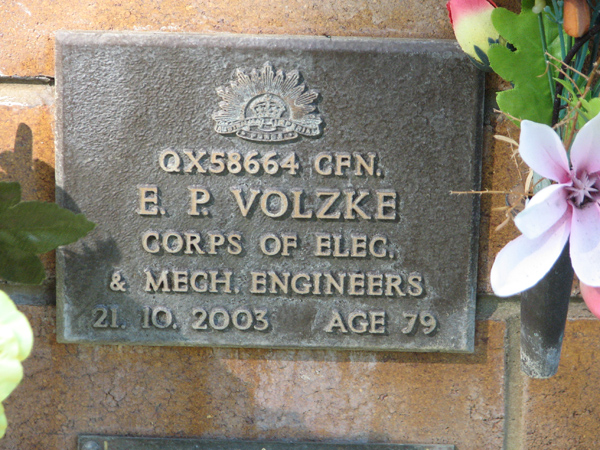 QX58664 CFN.
E. P. VOLZKE
CORPS OF ELEC.
& MECH. ENGINEERS
21. 10. 2003 AGE 79